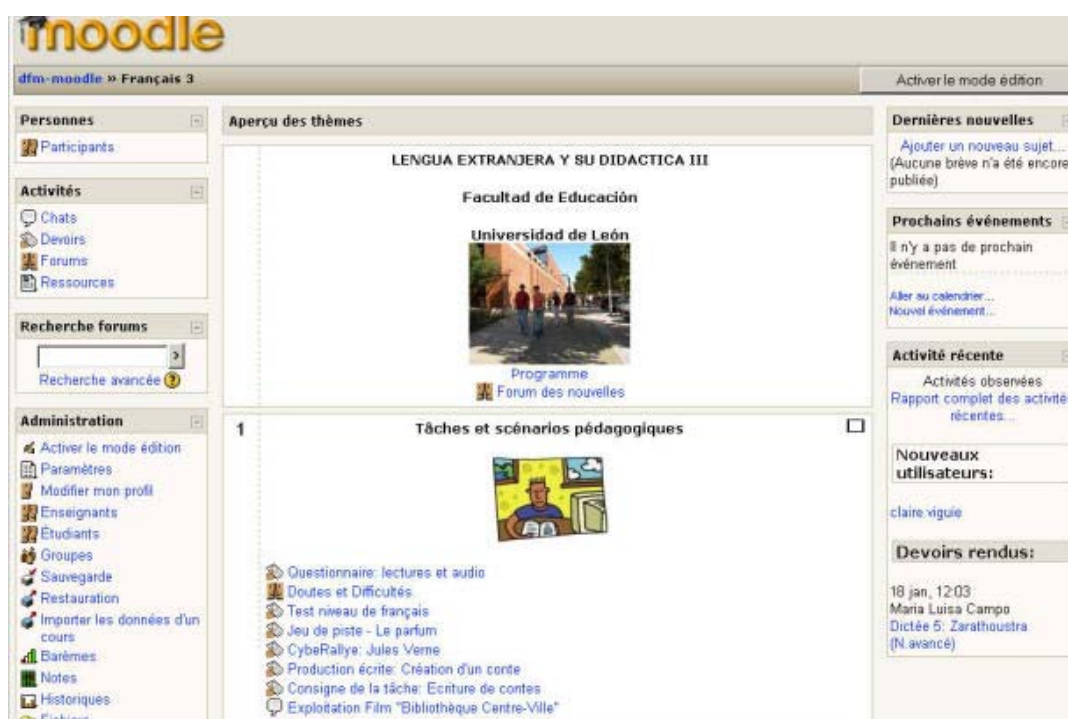 moodle
dfm-moodle » Français 3
Activer le mode édition
Personnes
Participants
Activités
Chats
Devoirs
Forums
Ressources
Recherche forums
Recherche avancée
Administration
Activer le mode édition
Paramètres
Modifier mon profil
Enseignants
Étudiants
Groupes
Sauvegarde
Restauration
Importer les données d'un
cours
Barèmes
Notes
Historiques
Fichiers
Aperçu des thèmes
LENGUA EXTRANJERA Y SU DIDACTICA III
Facultad de Educación
Universidad de León
Programme
Forum des nouvelles
1
Tâches et scénarios pédagogiques
Questionnaire: lectures et audio
Doutes et Difficultés
Test niveau de français
Jeu de piste - Le parfum
CybeRallye: Jules Verne
Production écrite: Création d'un conte
Consigne de la tâche: Ecriture de contes
Exploitation Film "Bibliothèque Centre-Ville"
Dernières nouvelles
Ajouter un nouveau sujet...
(Aucune brève n'a été encore
publiée)
Prochains événements
Il n'y a pas de prochain
événement
Aller au calendrier...
Nouvel événement...
Activité récente
Activités observées
Rapport complet des activité
récentes...
Nouveaux
utilisateurs:
claire viguie
Devoirs rendus:
18 jan, 12:03
Maria Luisa Campo
Dictée 5: Zarathoustra
(N.avancé)